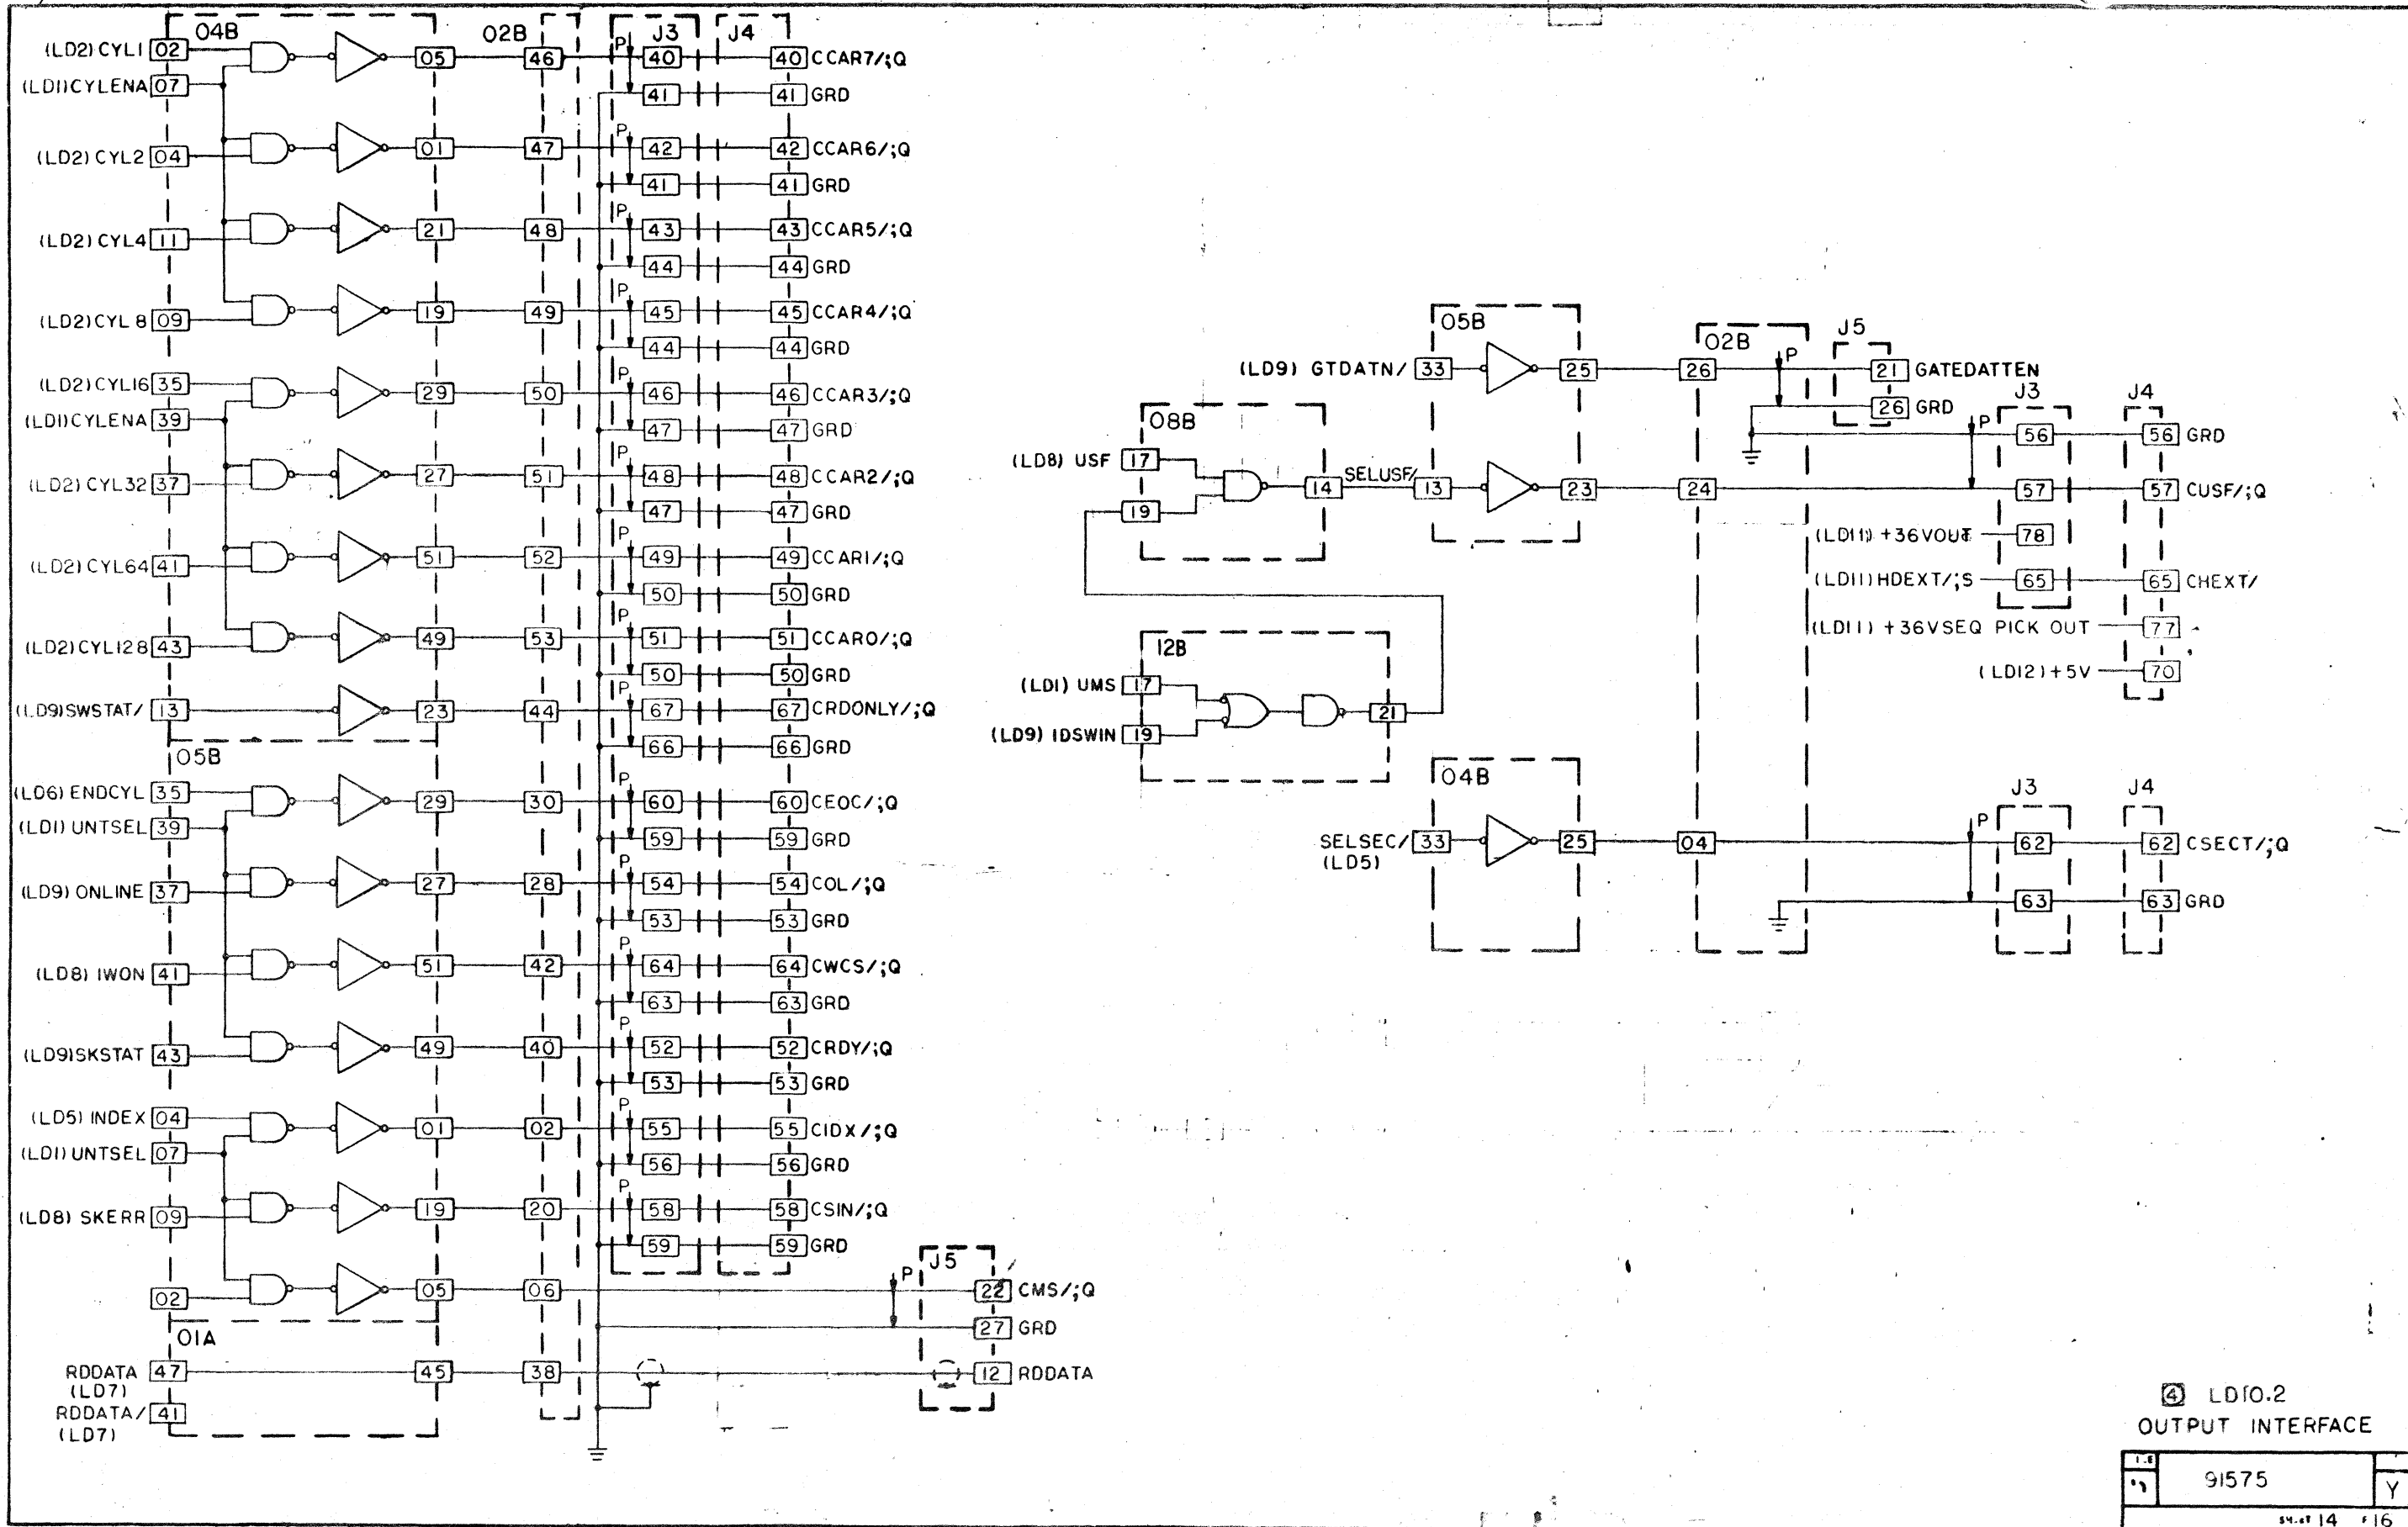 04B 02B J3 J4
(LD2) CYL1 02 05 46 P 40 40 CCAR7/;Q
(LD1)CYLENA 07 41 41 GRD
(LD2) CYL2 04 01 47 P 42 42 CCAR6/;Q
41 41 GRD
(LD2) CYL4 11 21 48 P 43 43 CCAR5/;Q
44 44 GRD
(LD2)CYL 8 09 19 49 P 45 45 CCAR4/;Q
44 44 GRD
(LD2)CYL16 35 29 50 P 46 46 CCAR3/;Q
(LD1)CYLENA 39 47 47 GRD
(LD2) CYL32 37 27 51 P 48 48 CCAR2/;Q
47 47 GRD
(LD2) CYL64 41 51 52 P 49 49 CCAR1/;Q
50 50 GRD
(LD2)CYL128 43 49 53 P 51 51 CCAR0/;Q
50 50 GRD
(LD9)SWSTAT/ 13 23 44 P 67 67 CRDONLY/;Q
66 66 GRD
05B
(LD6) ENDCYL 35 29 30 P 60 60 CEOC/;Q
(LD1) UNTSEL 39 59 59 GRD
(LD9) ONLINE 37 27 28 P 54 54 COL/;Q
53 53 GRD
(LD8) IWON 41 51 42 P 64 64 CWCS/;Q
63 63 GRD
(LD9)SKSTAT 43 49 40 P 52 52 CRDY/;Q
53 53 GRD
(LD5) INDEX 04 01 02 P 55 55 CIDX/;Q
(LD1) UNTSEL 07 56 56 GRD
(LD8) SKERR 09 19 20 P 58 58 CSIN/;Q
59 59 GRD
J5
02 05 06 P 22 CMS/;Q
27 GRD
01A
RDDATA 47 45 38 12 RDDATA
(LD7)
RDDATA/ 41
(LD7)
05B 02B J5
(LD9) GTDATN/ 33 25 26 P 21 GATEDATTEN
26 GRD
J3 J4
08B P 56 56 GRD
(LD8) USF 17 14 SELUSF/ 13 23 24 57 57 CUSF/;Q
19
(LD11) +36VOUT 78
(LD11)HDEXT/;S 65 65 CHEXT/
(LD11) +36VSEQ PICK OUT 77
(LD12)+5V 70
12B
(LD1) UMS 17 21
(LD9) IDSWIN 19
04B J3 J4
SELSEC/ 33 25 04 P 62 62 CSECT/;Q
(LD5)
63 63 GRD
4 LD10.2
OUTPUT INTERFACE
91575
Y
14 16